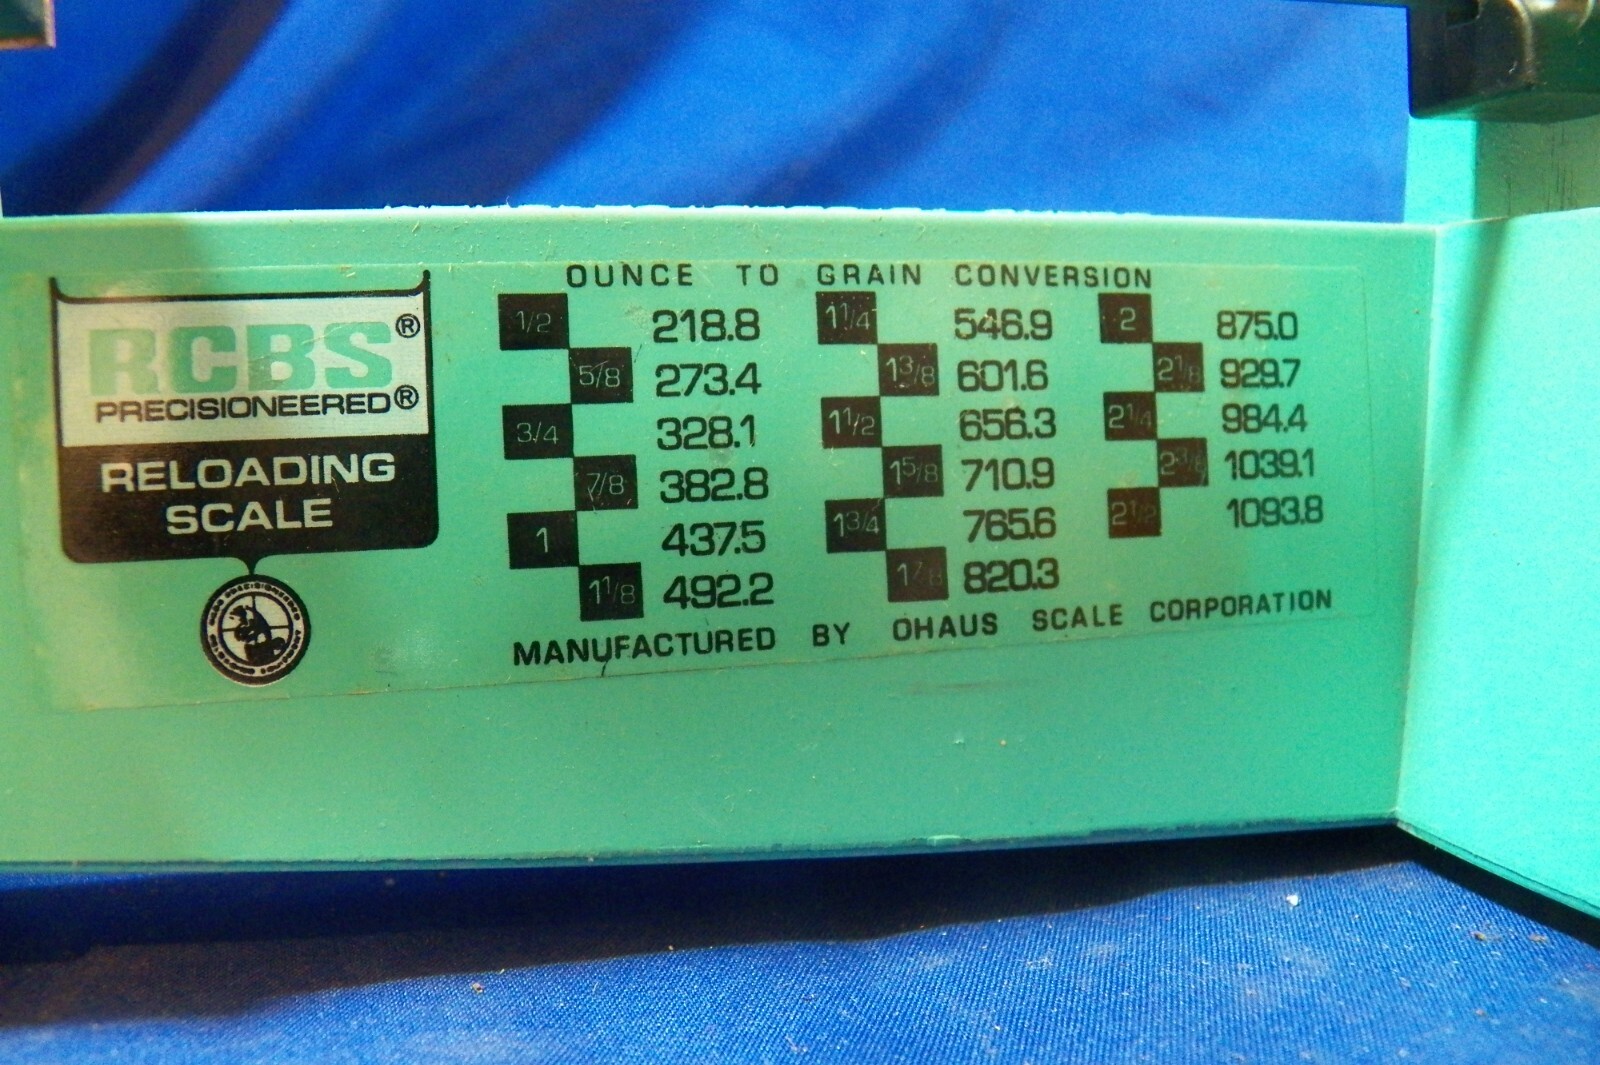 RCBS®
PRECISIONEERED®
RELOADING
SCALE
OUNCE TO GRAIN CONVERSION
1/2 218.8 1 1/4 546.9 2 875.0
5/8 273.4 1 3/8 601.6 2 1/8 929.7
3/4 328.1 1 1/2 656.3 2 1/4 984.4
7/8 382.8 1 5/8 710.9 2 3/8 1039.1
1 437.5 1 3/4 765.6 2 1/2 1093.8
1 1/8 492.2 1 7/8 820.3
MANUFACTURED BY OHAUS SCALE CORPORATION